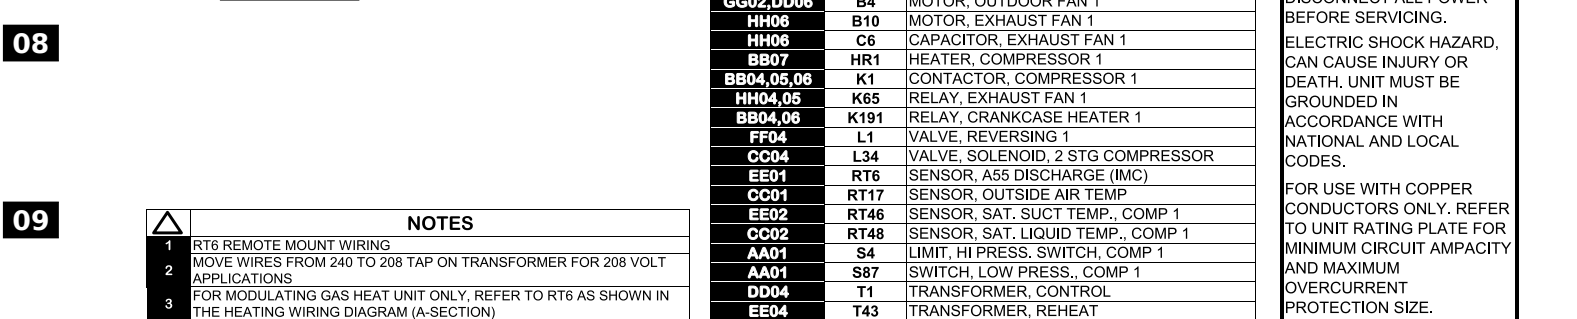 08
09
NOTES
1 RT6 REMOTE MOUNT WIRING
2 MOVE WIRES FROM 240 TO 208 TAP ON TRANSFORMER FOR 208 VOLT
APPLICATIONS
3 FOR MODULATING GAS HEAT UNIT ONLY, REFER TO RT6 AS SHOWN IN
THE HEATING WIRING DIAGRAM (A-SECTION)
GG02,DD06 B4 MOTOR, OUTDOOR FAN 1
HH06 B10 MOTOR, EXHAUST FAN 1
HH06 C6 CAPACITOR, EXHAUST FAN 1
BB07 HR1 HEATER, COMPRESSOR 1
BB04,05,06 K1 CONTACTOR, COMPRESSOR 1
HH04,05 K65 RELAY, EXHAUST FAN 1
BB04,06 K191 RELAY, CRANKCASE HEATER 1
FF04 L1 VALVE, REVERSING 1
CC04 L34 VALVE, SOLENOID, 2 STG COMPRESSOR
EE01 RT6 SENSOR, A55 DISCHARGE (IMC)
CC01 RT17 SENSOR, OUTSIDE AIR TEMP
EE02 RT46 SENSOR, SAT. SUCT TEMP., COMP 1
CC02 RT48 SENSOR, SAT. LIQUID TEMP., COMP 1
AA01 S4 LIMIT, HI PRESS. SWITCH, COMP 1
AA01 S87 SWITCH, LOW PRESS., COMP 1
DD04 T1 TRANSFORMER, CONTROL
EE04 T43 TRANSFORMER, REHEAT
DISCONNECT ALL POWER
BEFORE SERVICING.
ELECTRIC SHOCK HAZARD,
CAN CAUSE INJURY OR
DEATH. UNIT MUST BE
GROUNDED IN
ACCORDANCE WITH
NATIONAL AND LOCAL
CODES.
FOR USE WITH COPPER
CONDUCTORS ONLY. REFER
TO UNIT RATING PLATE FOR
MINIMUM CIRCUIT AMPACITY
AND MAXIMUM
OVERCURRENT
PROTECTION SIZE.